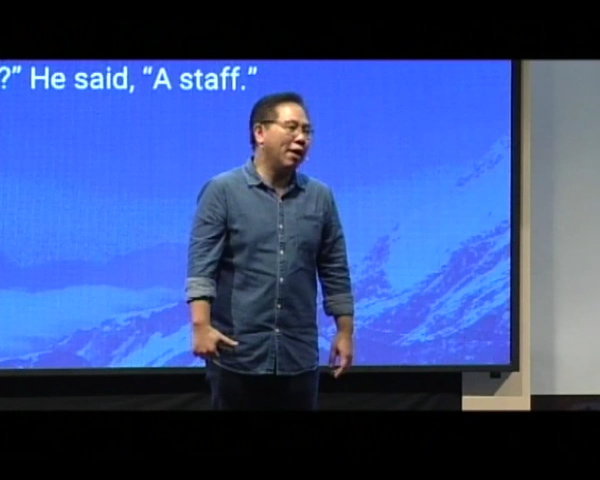 ?” He said, “A staff.”